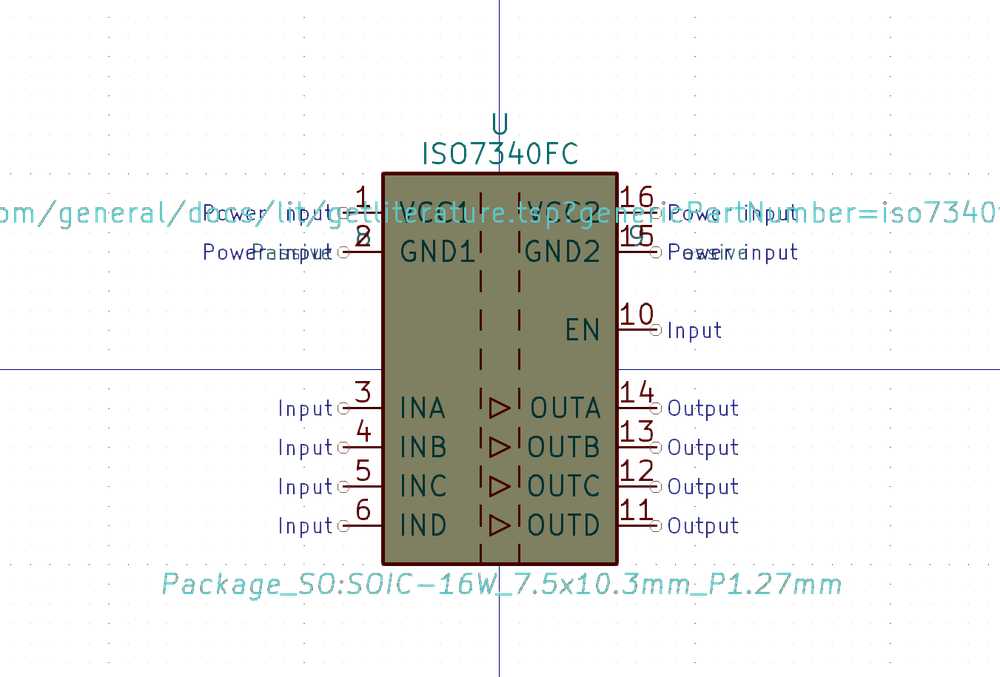 U
ISO7340FC
1 16
om/general/docs/lib/getliterature.tsp?genericPartNumber=iso7340
Power input VCC1 VCC2 Power input
2 8 15 9
Power input Passive GND1 GND2 Power input Passive
10
EN Input
3 14
Input INA OUTA Output
4 13
Input INB OUTB Output
5 12
Input INC OUTC Output
6 11
Input IND OUTD Output
Package_SO:SOIC-16W_7.5x10.3mm_P1.27mm